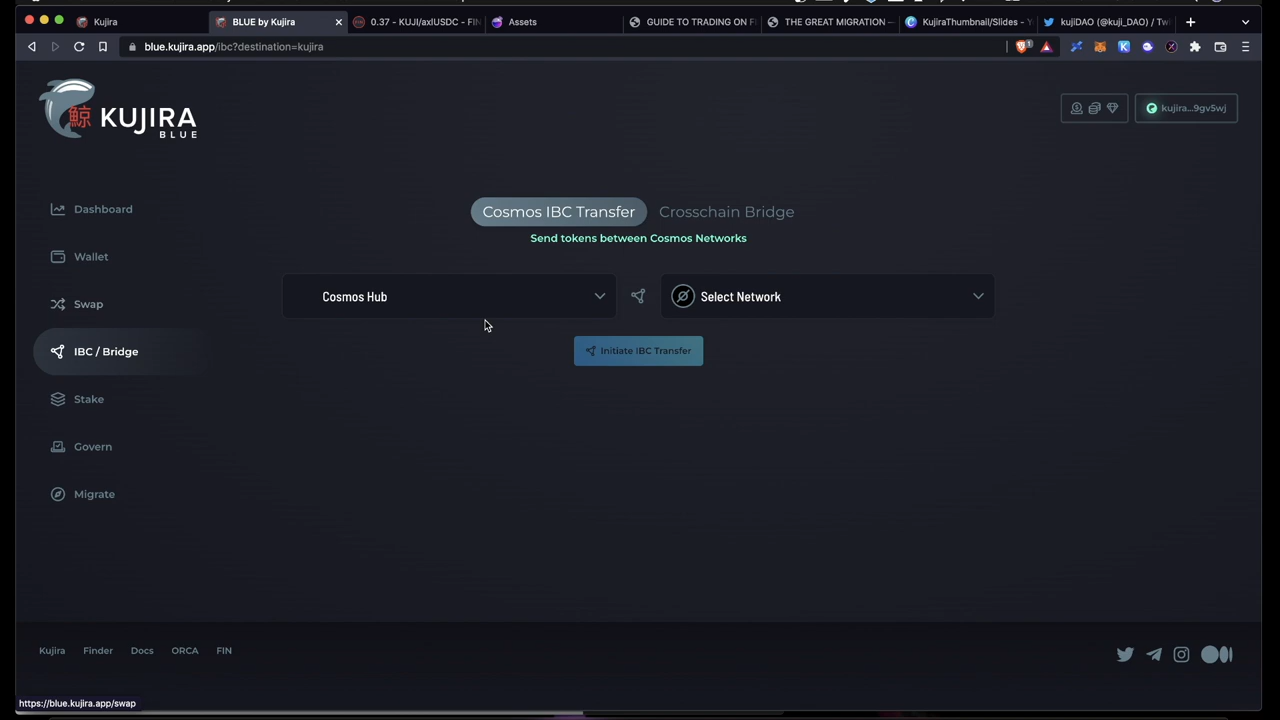 Kujira
BLUE by Kujira
0.37 - KUJI/axlUSDC - FIN
Assets
GUIDE TO TRADING ON F
THE GREAT MIGRATION —
KujiraThumbnail/Slides - Y
kujiDAO (@kuji_DAO) / Tw
blue.kujira.app/ibc?destination=kujira
1
鯨 KUJIRA
BLUE
kujira...9gv5wj
Dashboard
Wallet
Swap
IBC / Bridge
Stake
Govern
Migrate
Cosmos IBC Transfer
Crosschain Bridge
Send tokens between Cosmos Networks
Cosmos Hub
Select Network
Initiate IBC Transfer
Kujira
Finder
Docs
ORCA
FIN
https://blue.kujira.app/swap